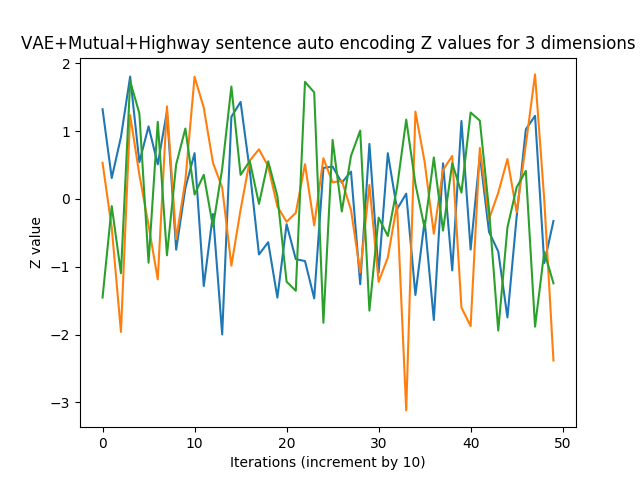 VAE+Mutual+Highway sentence auto encoding Z values for 3 dimensions
2
1
0
−1
−2
−3
Z value
0 10 20 30 40 50
Iterations (increment by 10)